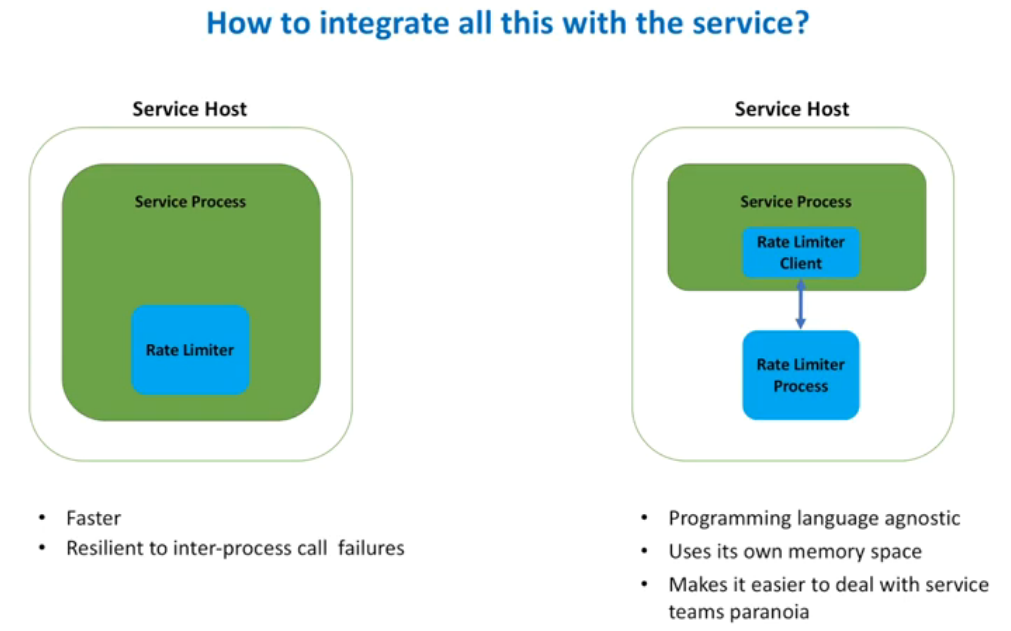 How to integrate all this with the service?
Service Host
Service Process
Rate Limiter
• Faster
• Resilient to inter-process call failures
Service Host
Service Process
Rate Limiter
Client
Rate Limiter
Process
• Programming language agnostic
• Uses its own memory space
• Makes it easier to deal with service
teams paranoia